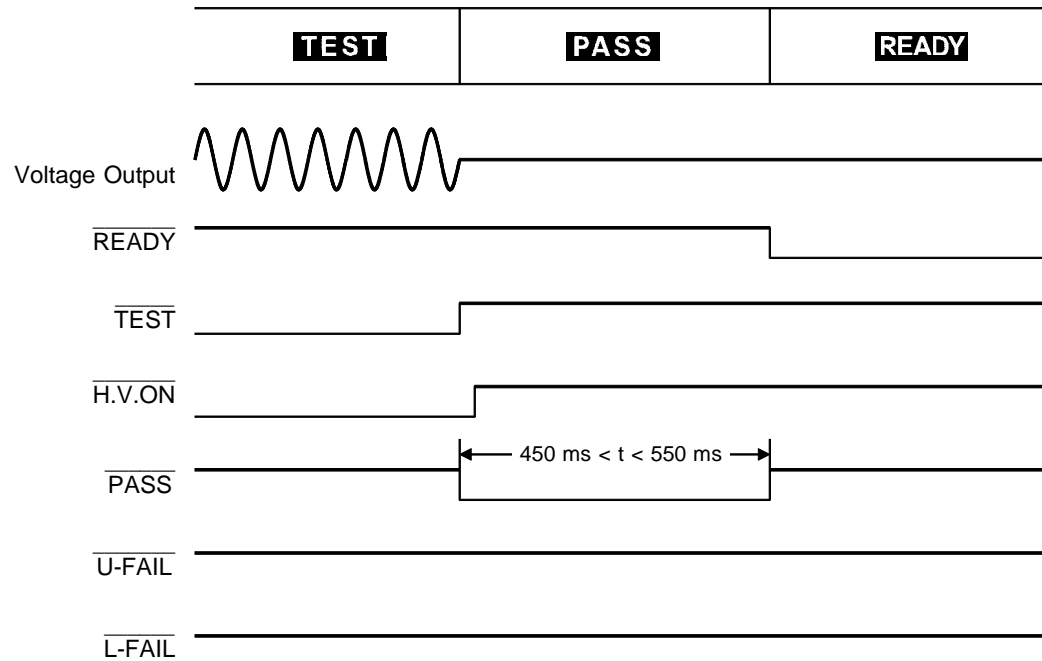 TEST PASS READY
Voltage Output
READY
TEST
H.V.ON
450 ms < t < 550 ms
PASS
U-FAIL
L-FAIL